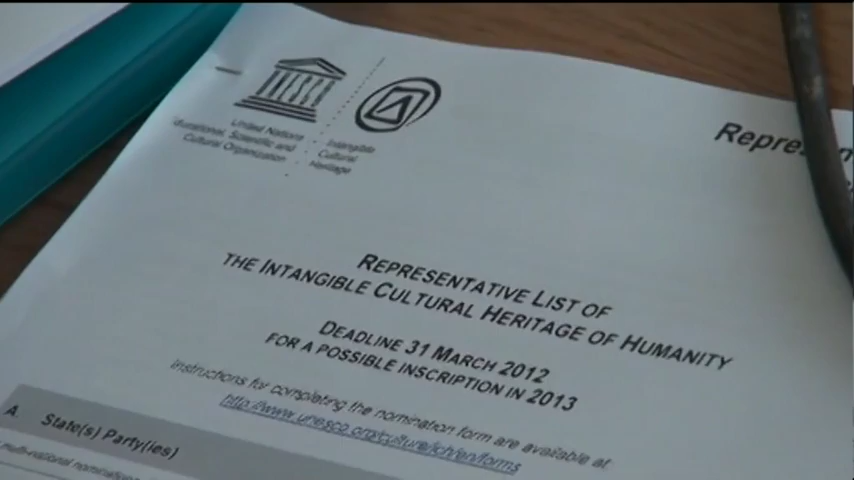 UNESCO
United Nations
Educational, Scientific and
Cultural Organization
Intangible
Cultural
Heritage
REPRESENTATIVE LIST OF
THE INTANGIBLE CULTURAL HERITAGE OF HUMANITY
DEADLINE 31 MARCH 2012
FOR A POSSIBLE INSCRIPTION IN 2013
Instructions for completing the nomination form are available at
http://www.unesco.org/culture/ich/en/forms
A. State(s) Party(ies)
multi-national